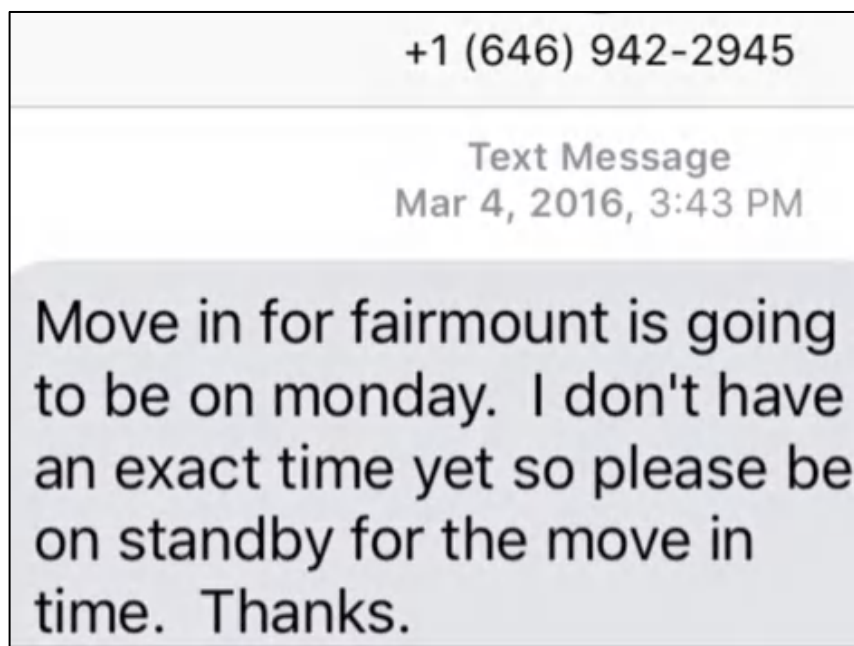 +1 (646) 942-2945
Text Message
Mar 4, 2016, 3:43 PM
Move in for fairmount is going
to be on monday.  I don't have
an exact time yet so please be
on standby for the move in
time.  Thanks.